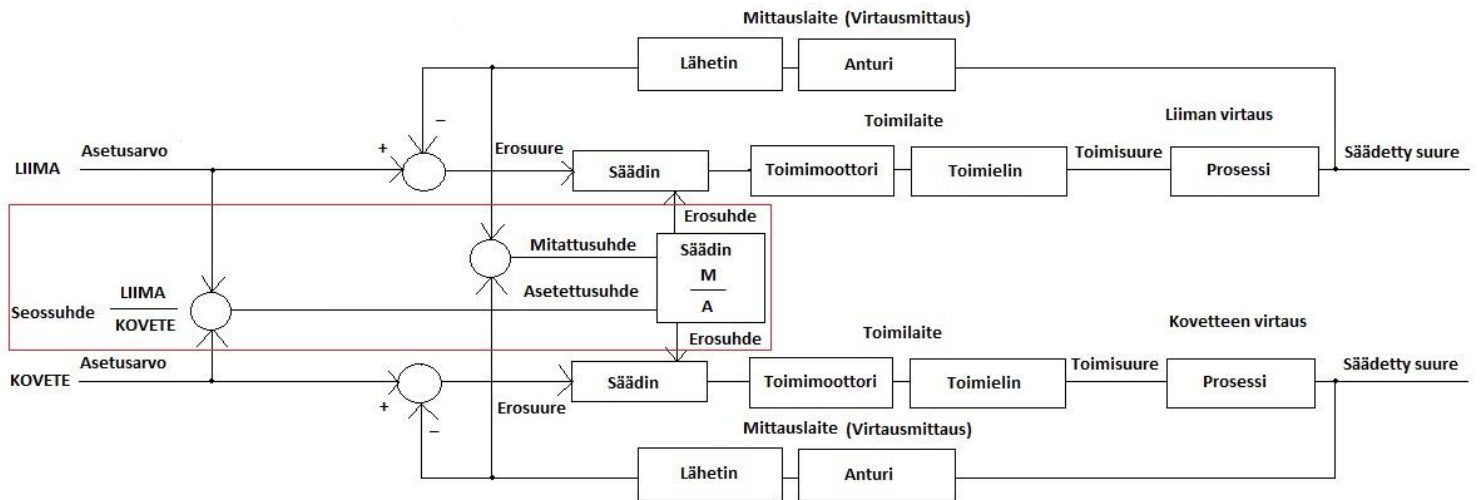 Mittauslaite (Virtausmittaus)
Lähetin Anturi
Toimilaite Liiman virtaus
–
Asetusarvo + Erosuure Toimisuure Säädetty suure
LIIMA Säädin Toimimoottori Toimielin Prosessi
Erosuhde
Mitattusuhde Säädin
M
Asetettusuhde
A
LIIMA
Seossuhde
KOVETE
Erosuhde
Toimilaite Kovetteen virtaus
Asetusarvo Toimisuure Säädetty suure
KOVETE Säädin Toimimoottori Toimielin Prosessi
+ Erosuure
–
Mittauslaite (Virtausmittaus)
Lähetin Anturi